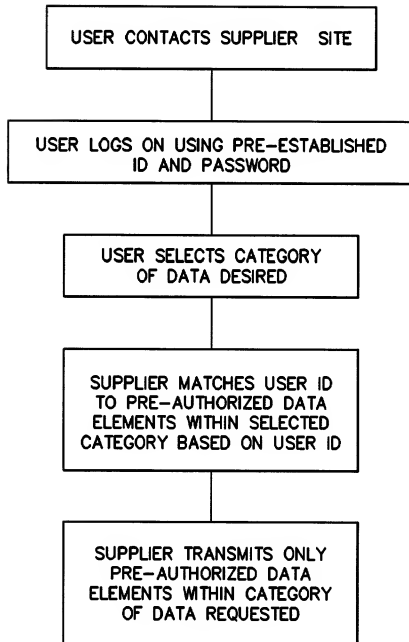 USER CONTACTS SUPPLIER SITE
USER LOGS ON USING PRE-ESTABLISHED
ID AND PASSWORD
USER SELECTS CATEGORY
OF DATA DESIRED
SUPPLIER MATCHES USER ID
TO PRE-AUTHORIZED DATA
ELEMENTS WITHIN SELECTED
CATEGORY BASED ON USER ID
SUPPLIER TRANSMITS ONLY
PRE-AUTHORIZED DATA
ELEMENTS WITHIN CATEGORY
OF DATA REQUESTED